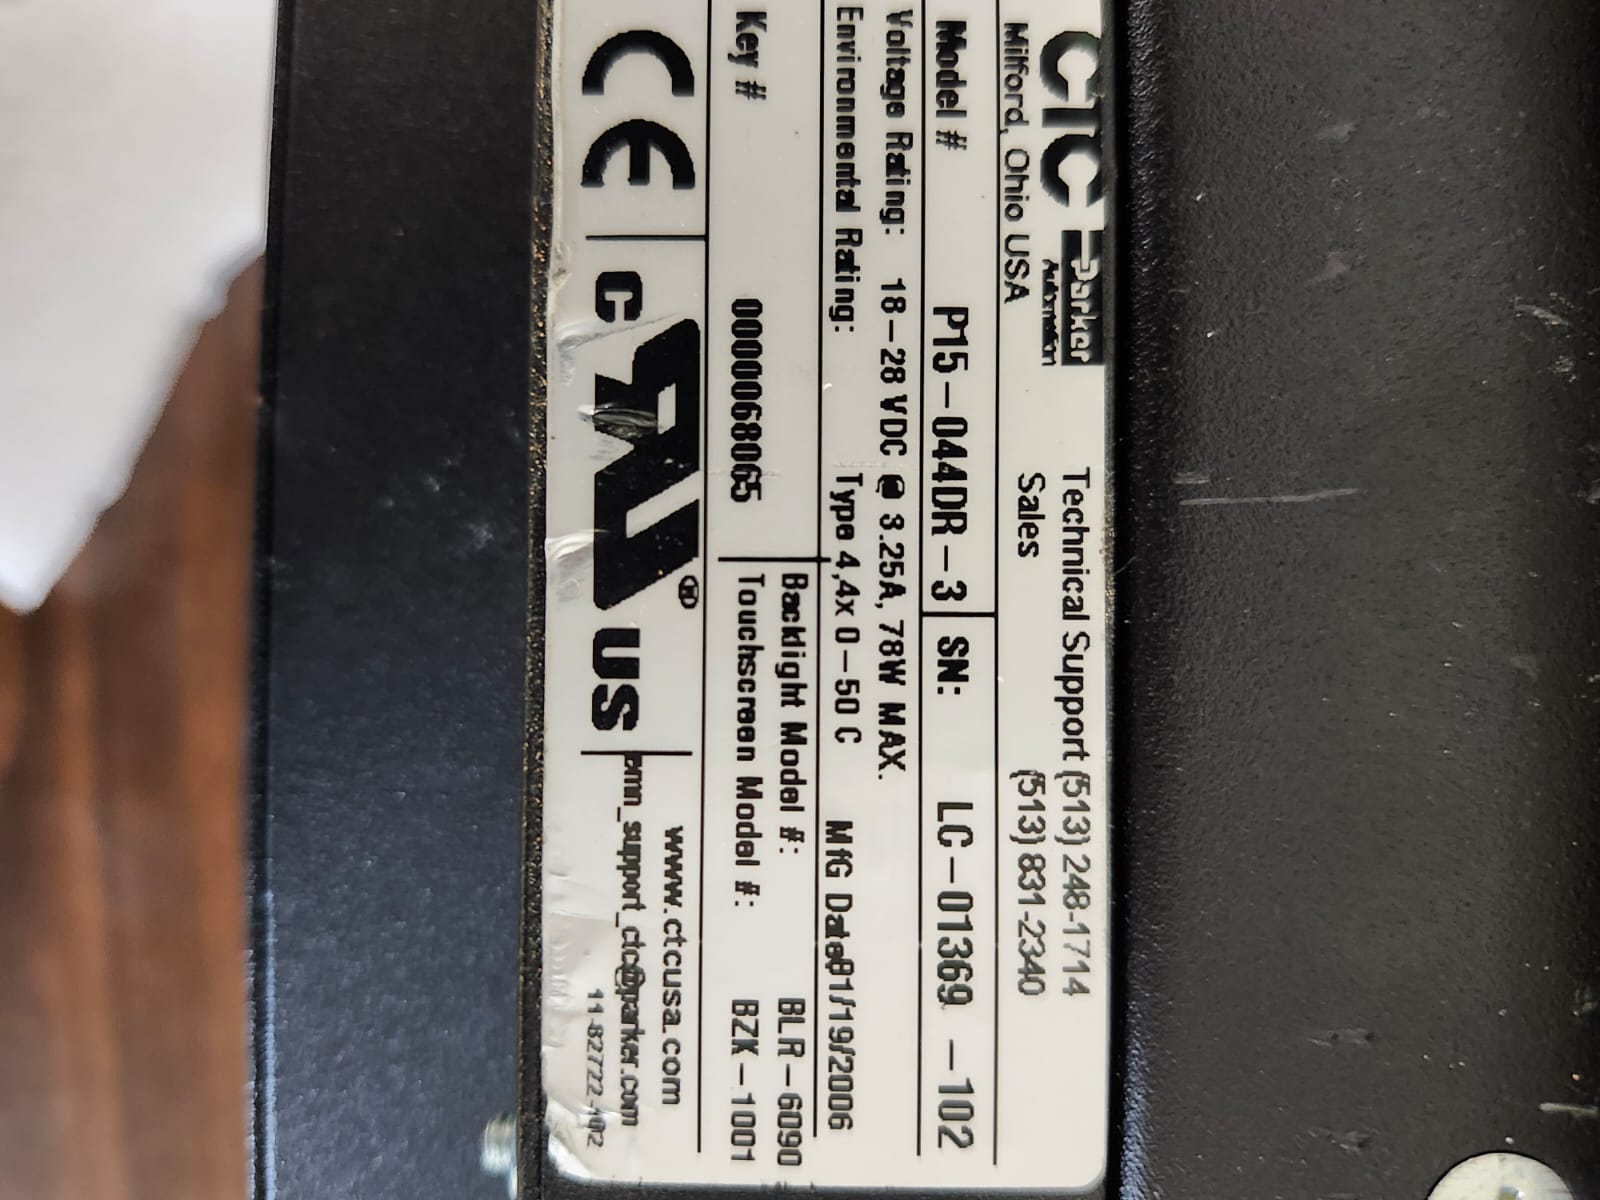 CTC Parker Automation
Milford, Ohio USA
Technical Support (513) 248-1714
Sales (513) 831-2340
Model # P15-044DR-3 SN: LC-01369 -102
Voltage Rating: 18-28 VDC @ 3.25A, 78W MAX.
Environmental Rating: Type 4,4x 0-50 C MfG Date 01/19/2006
Key # 0000068065
Backlight Model #: BLR-6090
Touchscreen Model #: BZK-1001
CE
c RU ® US
www.ctcusa.com
emn_support_ctc@parker.com
11-82722-102